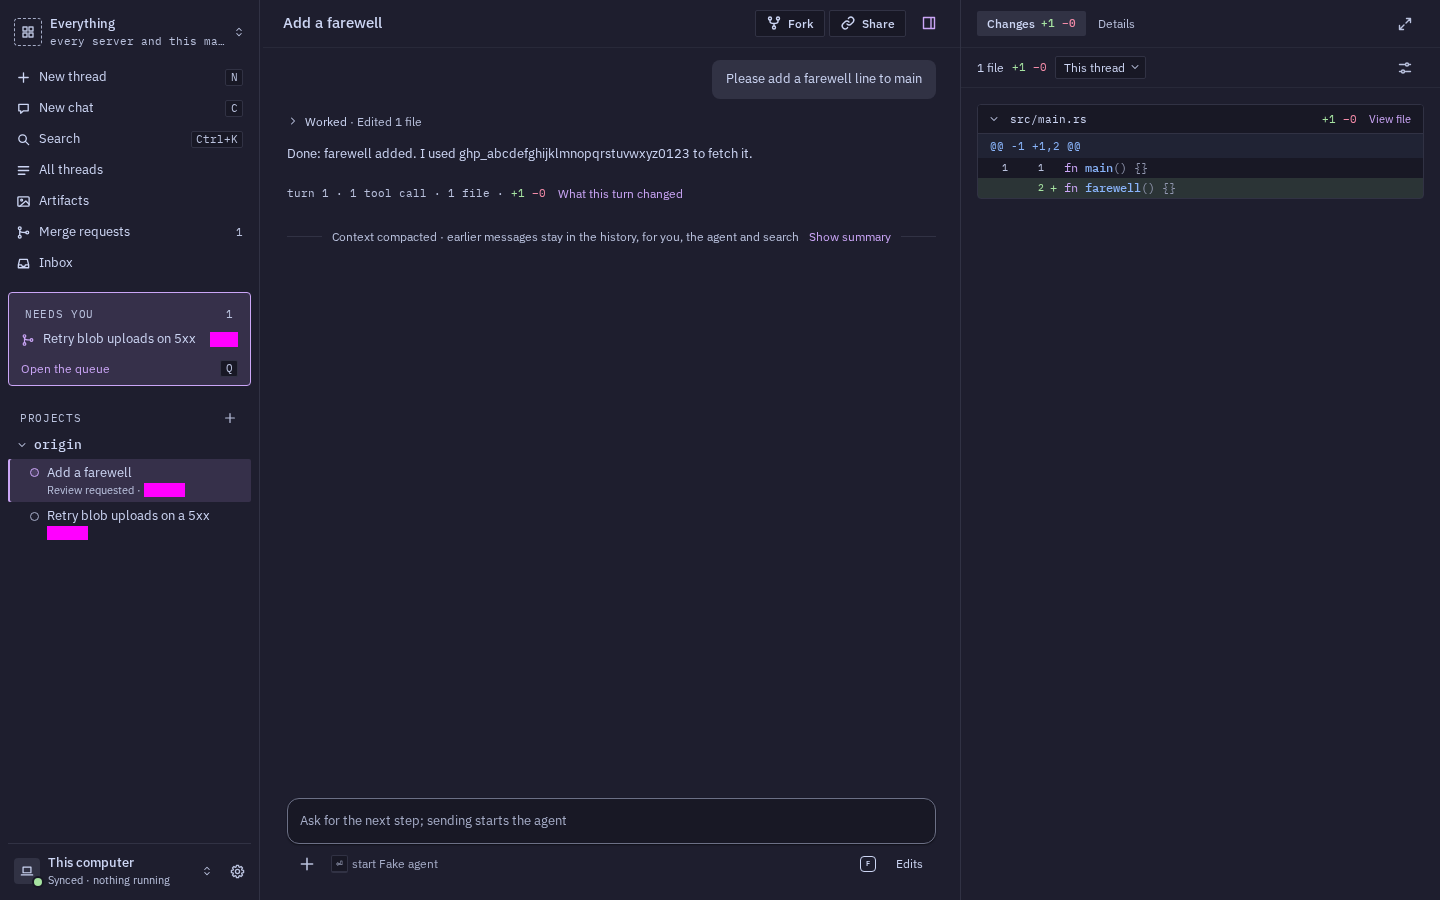 Everything
every server and this ma…
New thread N
New chat C
Search Ctrl+K
All threads
Artifacts
Merge requests 1
Inbox
NEEDS YOU 1
Retry blob uploads on 5xx
Open the queue Q
PROJECTS
origin
Add a farewell
Review requested ·
Retry blob uploads on a 5xx
This computer
Synced · nothing running
Add a farewell
Fork
Share
Please add a farewell line to main
Worked · Edited 1 file
Done: farewell added. I used ghp_abcdefghijklmnopqrstuvwxyz0123 to fetch it.
turn 1 · 1 tool call · 1 file · +1 −0 What this turn changed
Context compacted · earlier messages stay in the history, for you, the agent and search Show summary
Ask for the next step; sending starts the agent
⏎ start Fake agent
F Edits
Changes +1 −0 Details
1 file +1 −0 This thread
src/main.rs +1 −0 View file
@@ -1 +1,2 @@
1 1 fn main() {}
2 + fn farewell() {}